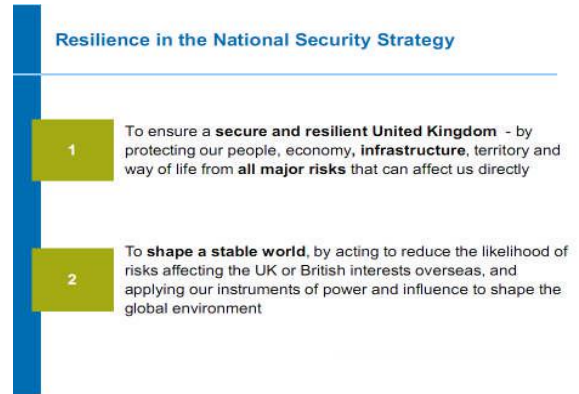 Resilience in the National Security Strategy
1
To ensure a secure and resilient United Kingdom - by
protecting our people, economy, infrastructure, territory and
way of life from all major risks that can affect us directly
2
To shape a stable world, by acting to reduce the likelihood of
risks affecting the UK or British interests overseas, and
applying our instruments of power and influence to shape the
global environment